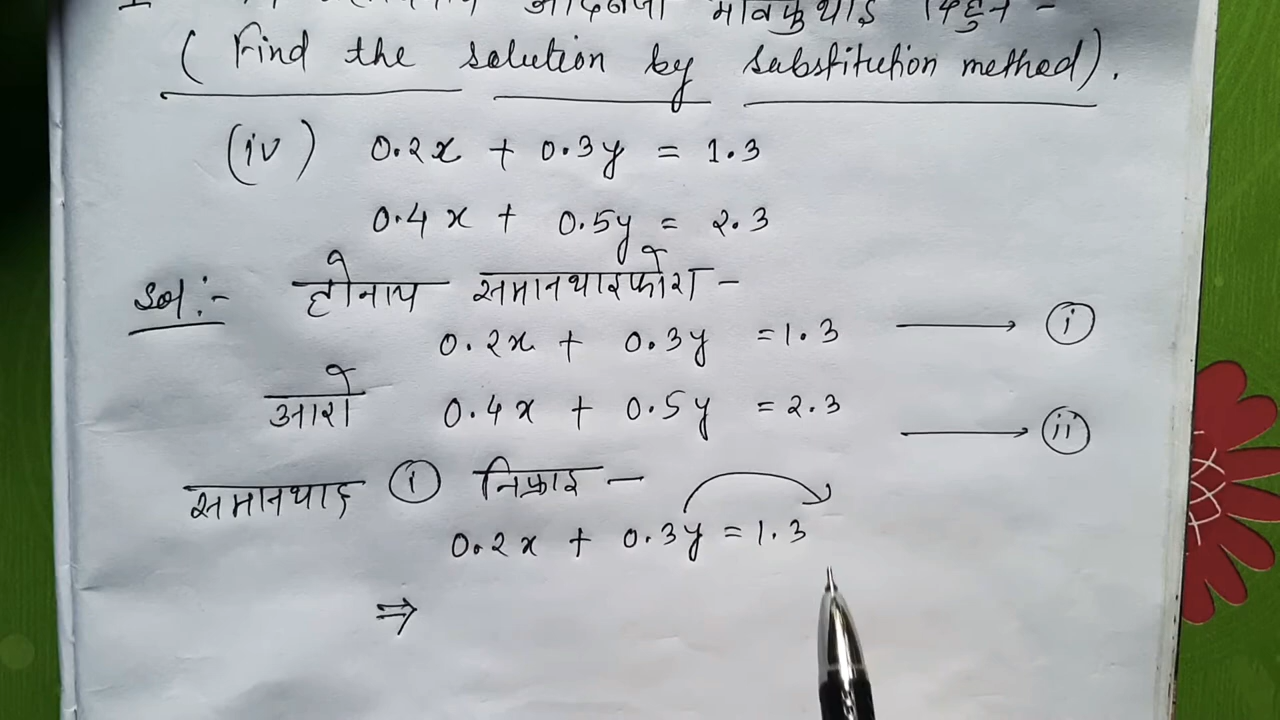 ( Find the solution by substitution method).
(iv) 0.2x + 0.3y = 1.3
0.4x + 0.5y = 2.3
Sol:- होनाय समानथाइफोरा -
0.2x + 0.3y = 1.3 ⟶ (i)
आरो 0.4x + 0.5y = 2.3 ⟶ (ii)
समानथाइ (i) निफ्राइ -
0.2x + 0.3y = 1.3
⇒